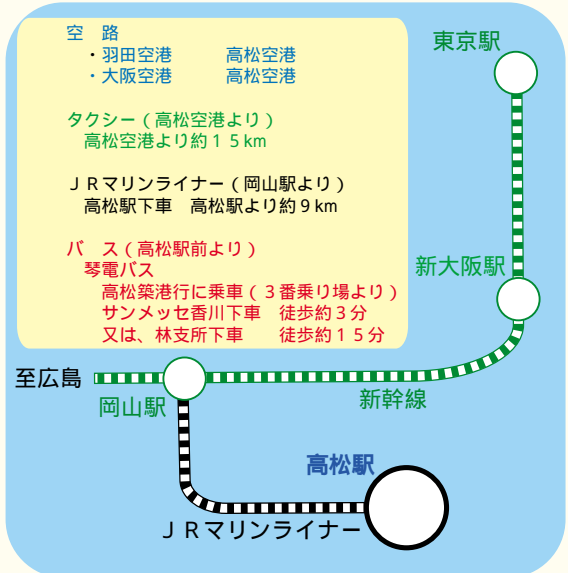 空 路
・羽田空港 高松空港
・大阪空港 高松空港
タクシー(高松空港より)
高松空港より約15km
JRマリンライナー(岡山駅より)
高松駅下車 高松駅より約9km
バ ス(高松駅前より)
琴電バス
高松築港行に乗車(3番乗り場より)
サンメッセ香川下車 徒歩約3分
又は、林支所下車 徒歩約15分
東京駅
新大阪駅
至広島
岡山駅
新幹線
高松駅
JRマリンライナー